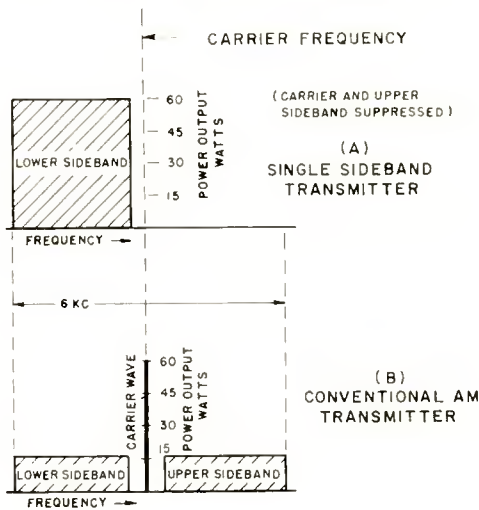 CARRIER FREQUENCY
(CARRIER AND UPPER
SIDEBAND SUPPRESSED)
(A)
SINGLE SIDEBAND
TRANSMITTER
60
45
30
15
POWER OUTPUT
WATTS
LOWER SIDEBAND
FREQUENCY
6 KC
(B)
CONVENTIONAL AM
TRANSMITTER
CARRIER WAVE
60
45
30
15
POWER OUTPUT
WATTS
LOWER SIDEBAND
UPPER SIDEBAND
FREQUENCY